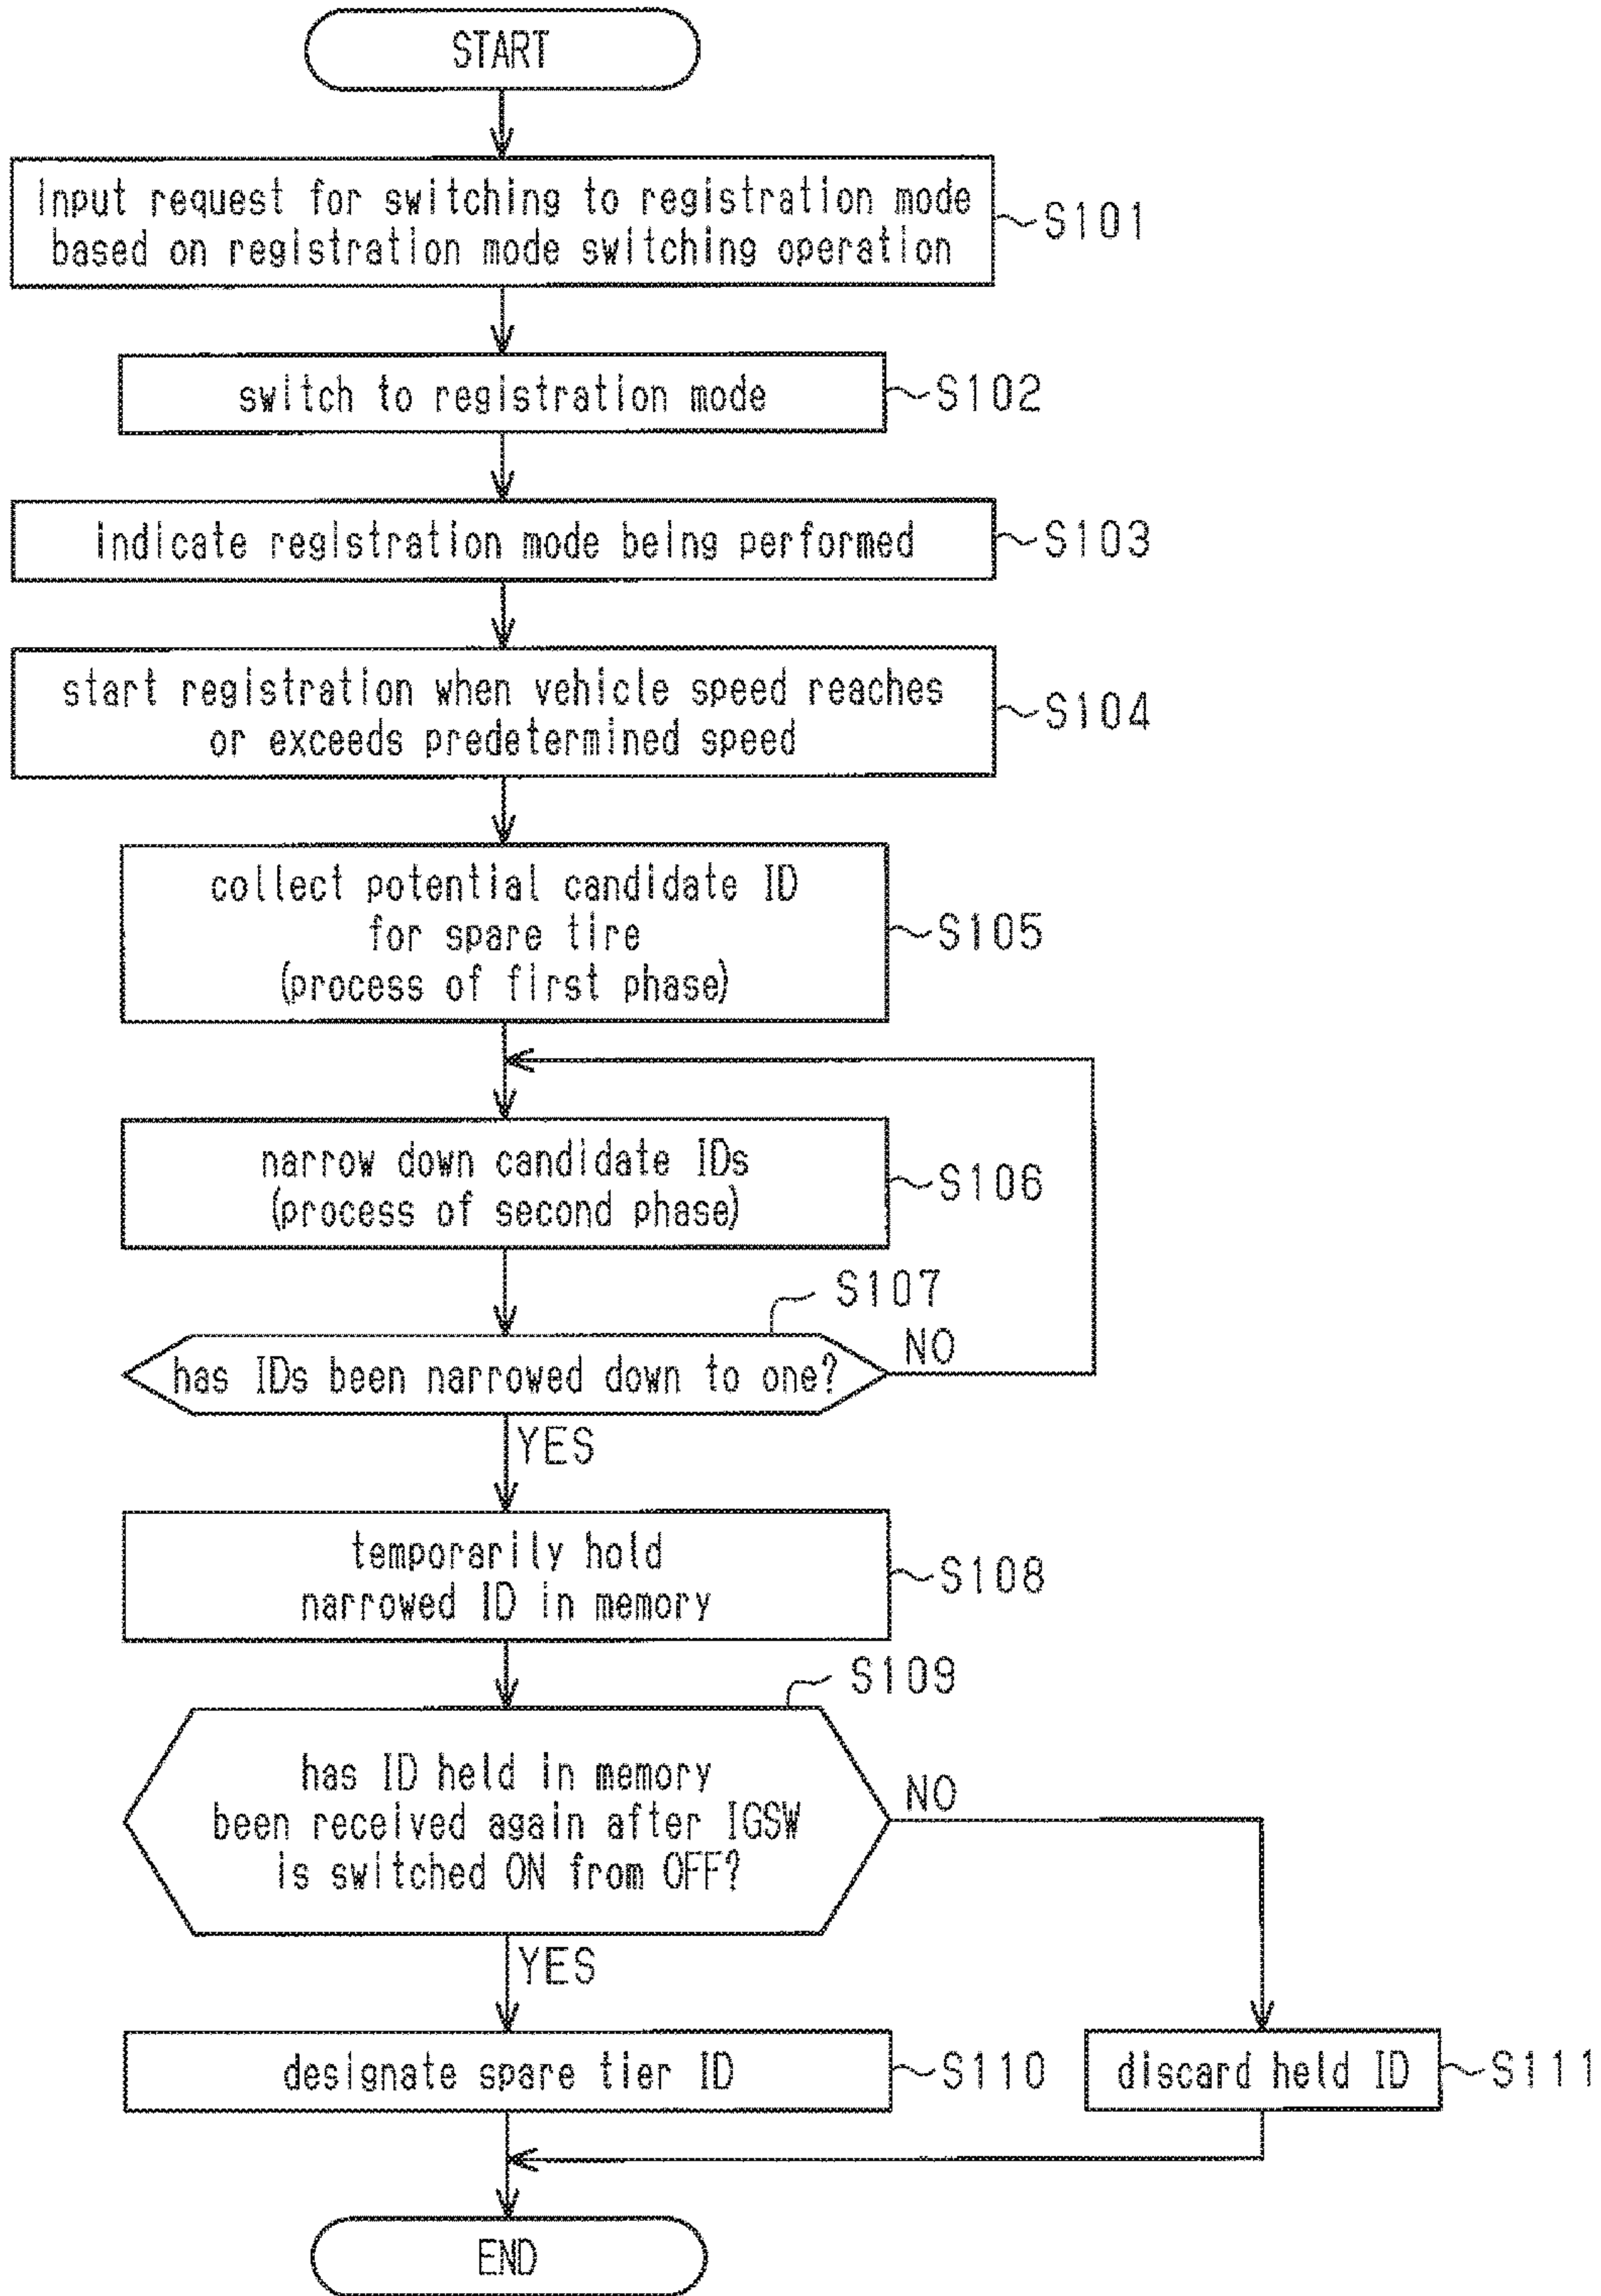 START
Input request for switching to registration mode
based on registration mode switching operation
S101
switch to registration mode
S102
indicate registration mode being performed
S103
start registration when vehicle speed reaches
or exceeds predetermined speed
S104
collect potential candidate ID
for spare tire
(process of first phase)
S105
narrow down candidate IDs
(process of second phase)
S106
S107
has IDs been narrowed down to one?
NO
YES
temporarily hold
narrowed ID in memory
S108
S109
has ID held in memory
been received again after IGSW
is switched ON from OFF?
NO
YES
designate spare tier ID
S110
discard held ID
S111
END